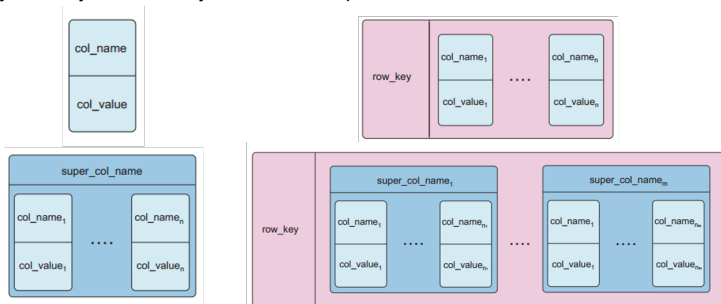 col_name
col_value
row_key
col_name₁ .... col_nameₙ
col_value₁ .... col_valueₙ
super_col_name
col_name₁ .... col_nameₙ
col_value₁ .... col_valueₙ
row_key
super_col_name₁ .... super_col_nameₘ
col_name₁ .... col_nameₙ₁ .... col_name₁ .... col_nameₙₘ
col_value₁ .... col_valueₙ₁ .... col_value₁ .... col_valueₙₘ